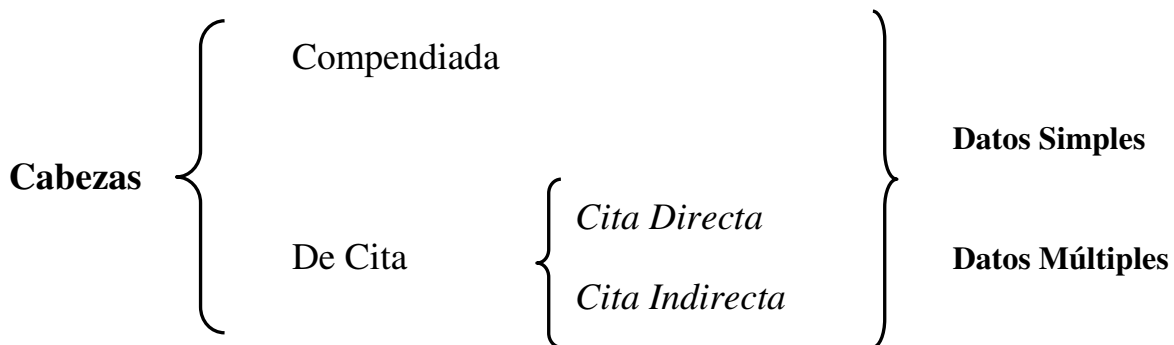 Compendiada
Datos Simples
Cabezas
Cita Directa
De Cita
Datos Múltiples
Cita Indirecta